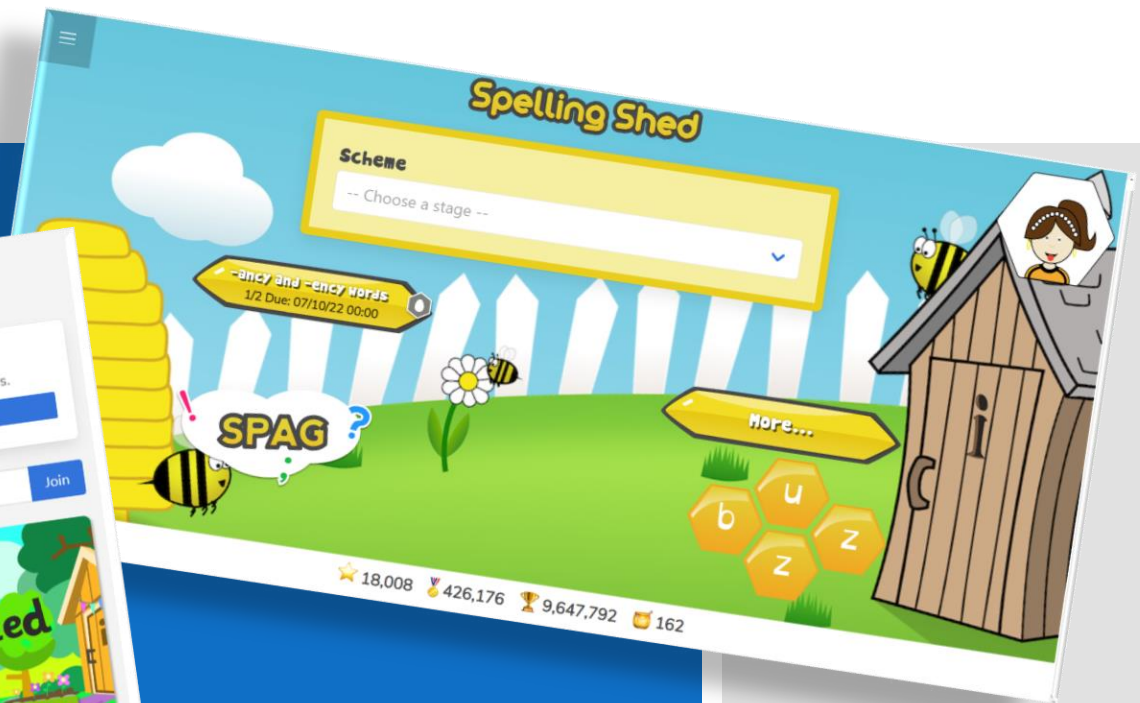 Spelling Shed
Scheme
-- Choose a stage --
-ancy and -ency words
1/2 Due: 07/10/22 00:00
SPAG
! ? ;
More...
i
b u z z
18,008 426,176 9,647,792 162
s.
Join
ed